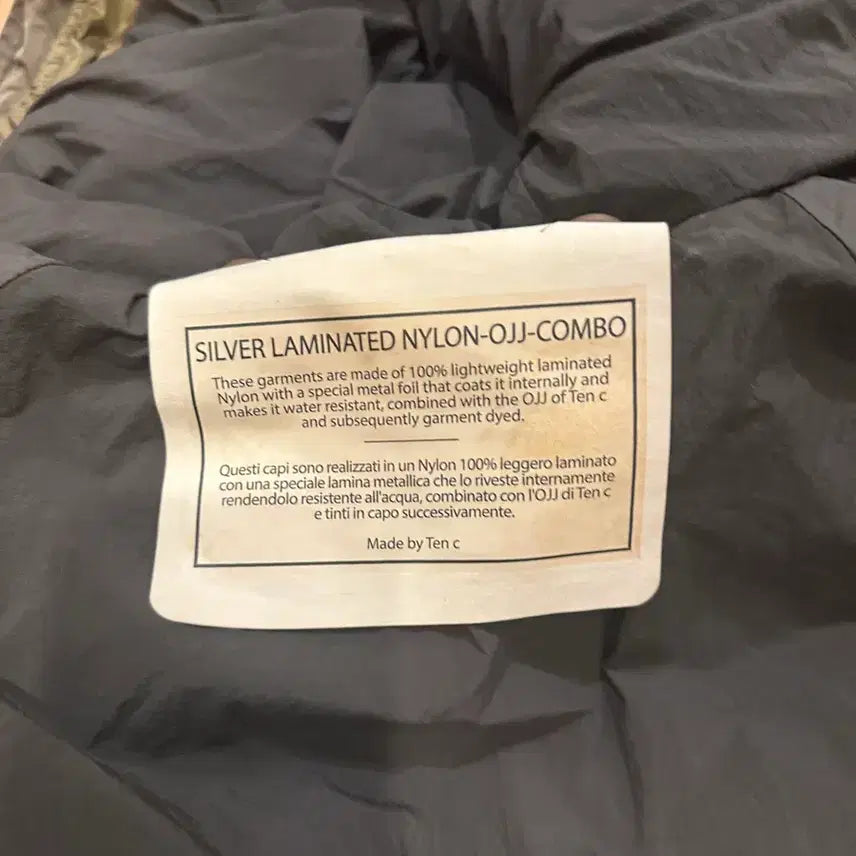 SILVER LAMINATED NYLON-OJJ-COMBO
These garments are made of 100% lightweight laminated
Nylon with a special metal foil that coats it internally and
makes it water resistant, combined with the OJJ of Ten c
and subsequently garment dyed.
Questi capi sono realizzati in un Nylon 100% leggero laminato
con una speciale lamina metallica che lo riveste internamente
rendendolo resistente all'acqua, combinato con l'OJJ di Ten c
e tinti in capo successivamente.
Made by Ten c